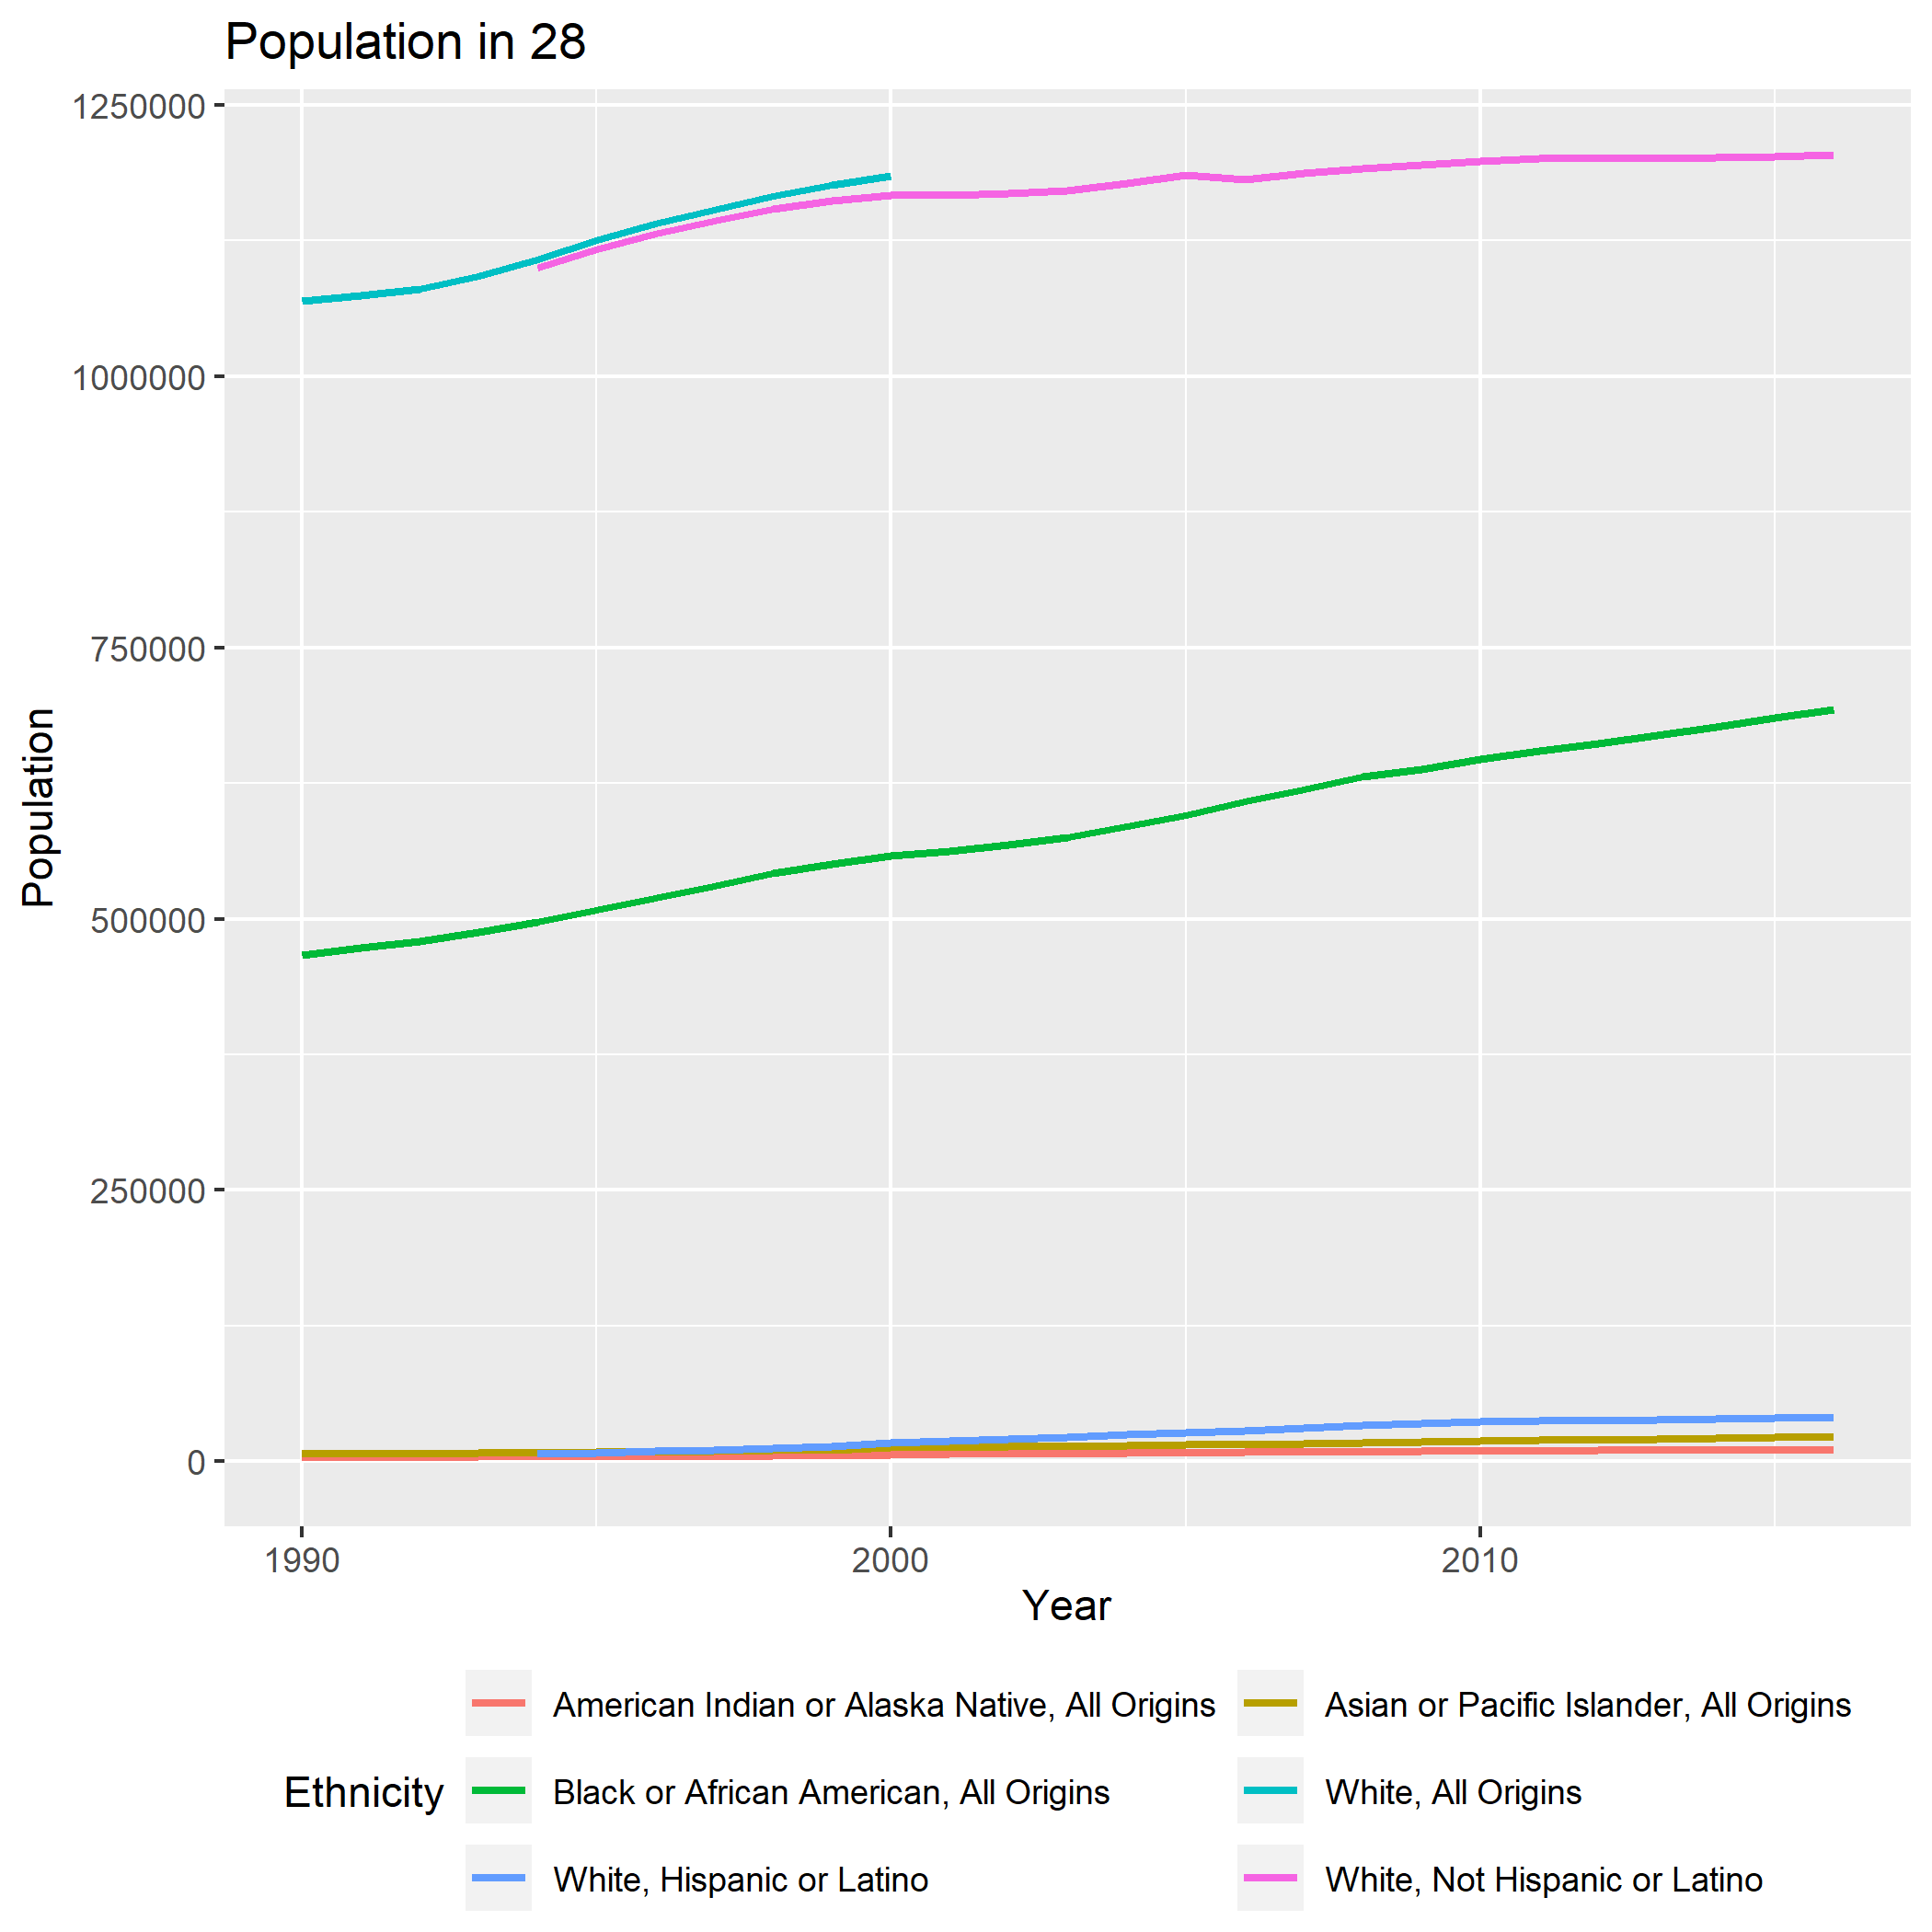 Population in 28
1250000
1000000
750000
500000
250000
0
Population
1990 2000 2010
Year
Ethnicity
American Indian or Alaska Native, All Origins
Asian or Pacific Islander, All Origins
Black or African American, All Origins
White, All Origins
White, Hispanic or Latino
White, Not Hispanic or Latino